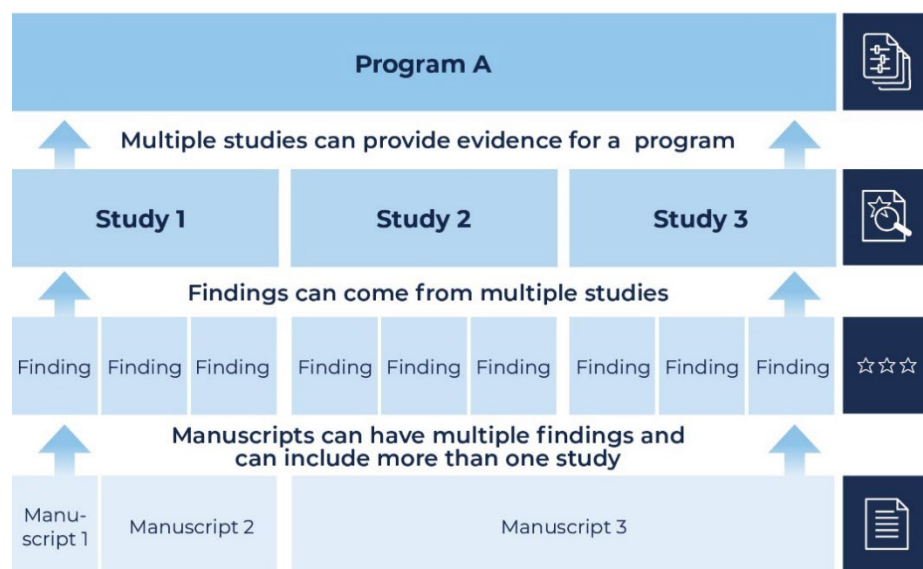 Program A
Multiple studies can provide evidence for a program
Study 1 Study 2 Study 3
Findings can come from multiple studies
Finding Finding Finding Finding Finding Finding Finding Finding Finding
Manuscripts can have multiple findings and
can include more than one study
Manu-
script 1
Manuscript 2
Manuscript 3